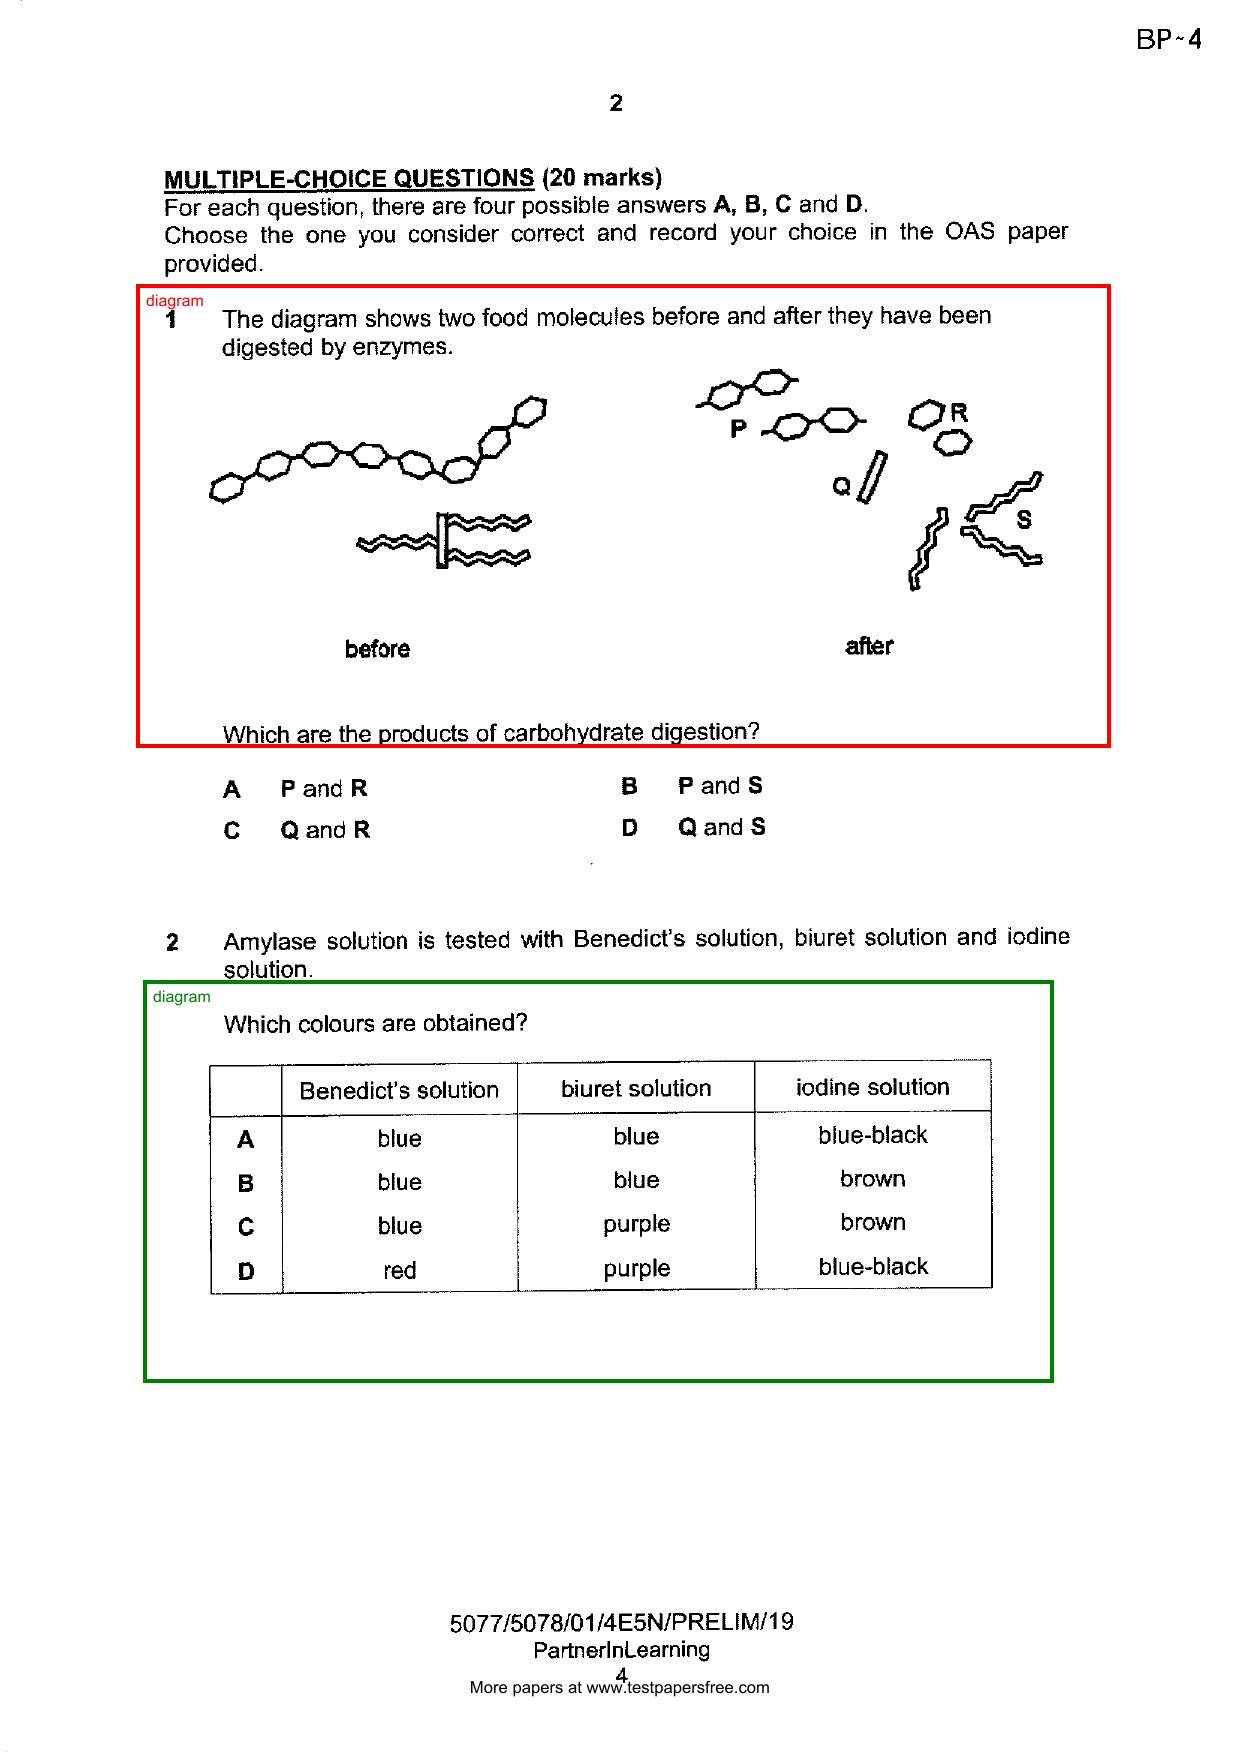 BP-4
2
MULTIPLE-CHOICE QUESTIONS (20 marks)
For each question, there are four possible answers A, B, C and D.
Choose the one you consider correct and record your choice in the OAS paper
provided.
diagram
1 The diagram shows two food molecules before and after they have been
digested by enzymes.
P R
Q
S
before after
Which are the products of carbohydrate digestion?
A P and R B P and S
C Q and R D Q and S
2 Amylase solution is tested with Benedict's solution, biuret solution and iodine
solution.
diagram
Which colours are obtained?
Benedict's solution biuret solution iodine solution
A blue blue blue-black
B blue blue brown
C blue purple brown
D red purple blue-black
5077/5078/01/4E5N/PRELIM/19
PartnerInLearning
4
More papers at www.testpapersfree.com